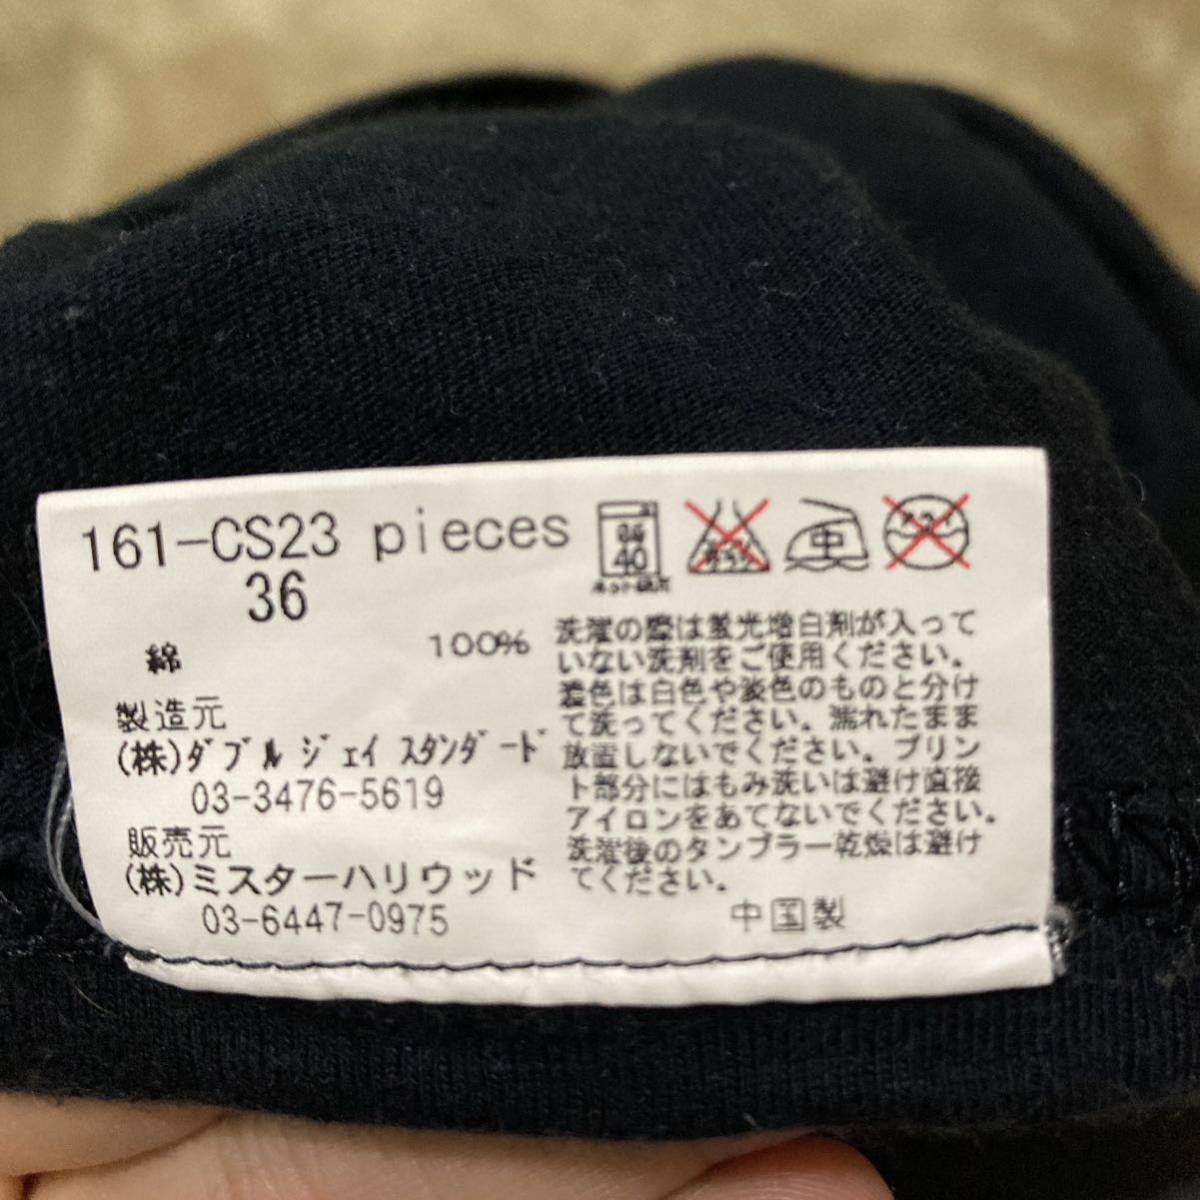 161-CS23 pieces
36
綿 100%
製造元
(株)ﾀﾞﾌﾞﾙ ｼﾞｪｲ ｽﾀﾝﾀﾞｰﾄﾞ
03-3476-5619
販売元
(株)ミスターハリウッド
03-6447-0975
40
洗濯の際は蛍光増白剤が入って
いない洗剤をご使用ください。
濃色は白色や淡色のものと分け
て洗ってください。濡れたまま
放置しないでください。プリン
ト部分にはもみ洗いは避け直接
アイロンをあてないでください。
洗濯後のタンブラー乾燥は避け
てください。
中国製